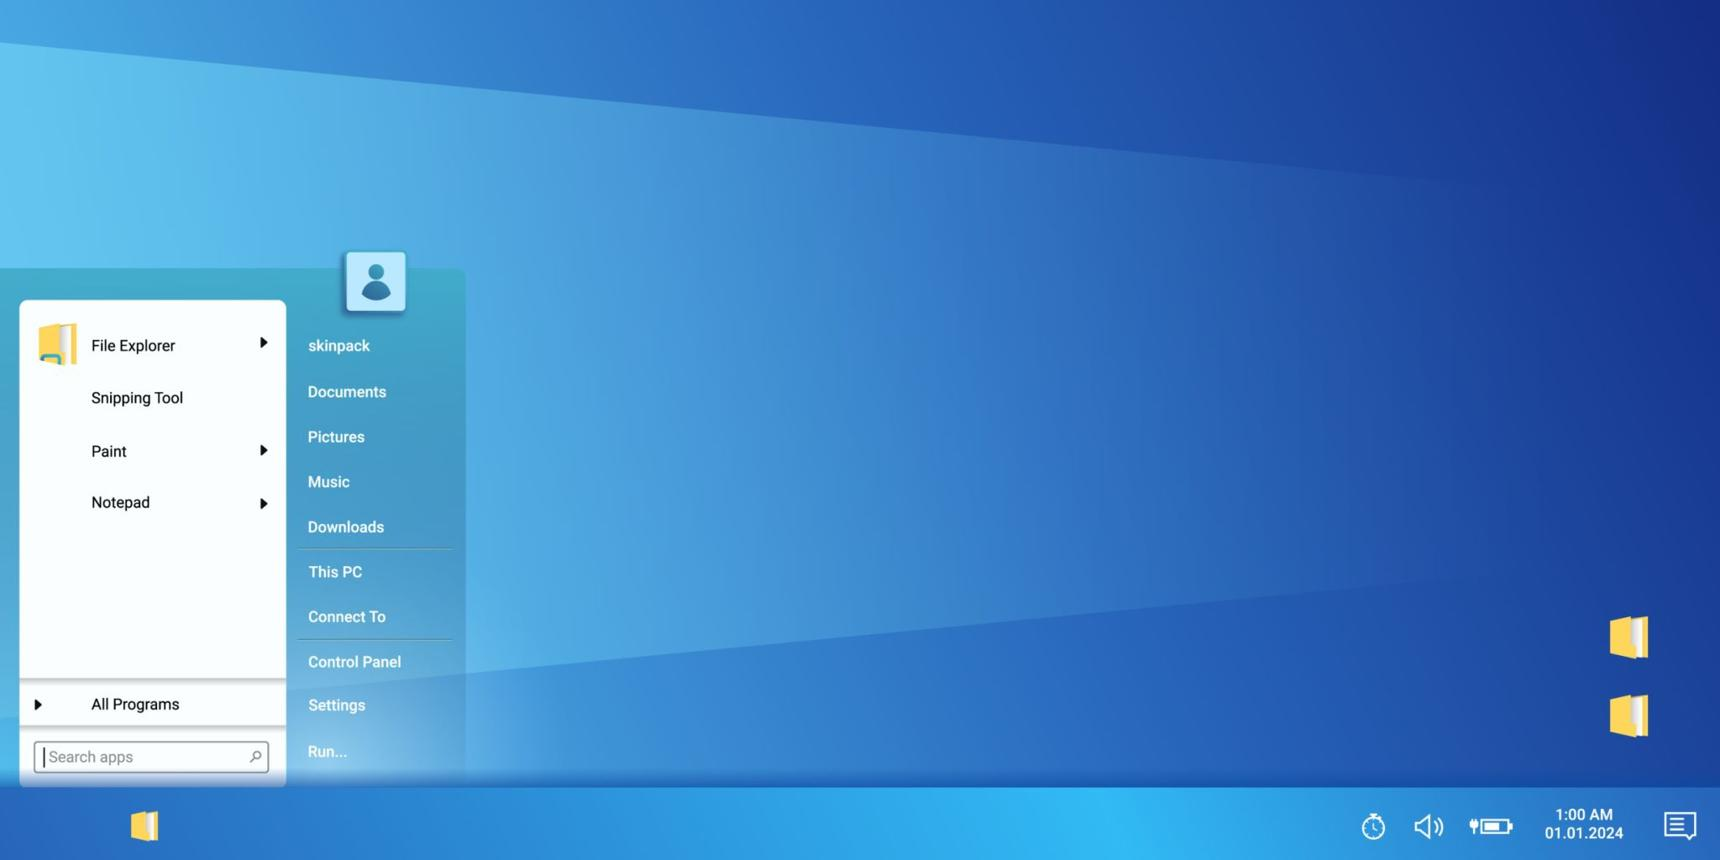 File Explorer
Snipping Tool
Paint
Notepad
All Programs
Search apps
skinpack
Documents
Pictures
Music
Downloads
This PC
Connect To
Control Panel
Settings
Run...
1:00 AM
01.01.2024